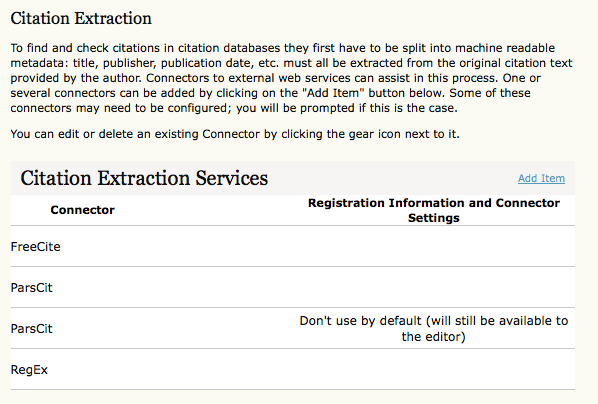 Citation Extraction
To find and check citations in citation databases they first have to be split into machine readable
metadata: title, publisher, publication date, etc. must all be extracted from the original citation text
provided by the author. Connectors to external web services can assist in this process. One or
several connectors can be added by clicking on the "Add Item" button below. Some of these
connectors may need to be configured; you will be prompted if this is the case.
You can edit or delete an existing Connector by clicking the gear icon next to it.
Citation Extraction Services
Add Item
Connector
Registration Information and Connector
Settings
FreeCite
ParsCit
ParsCit
Don't use by default (will still be available to
the editor)
RegEx